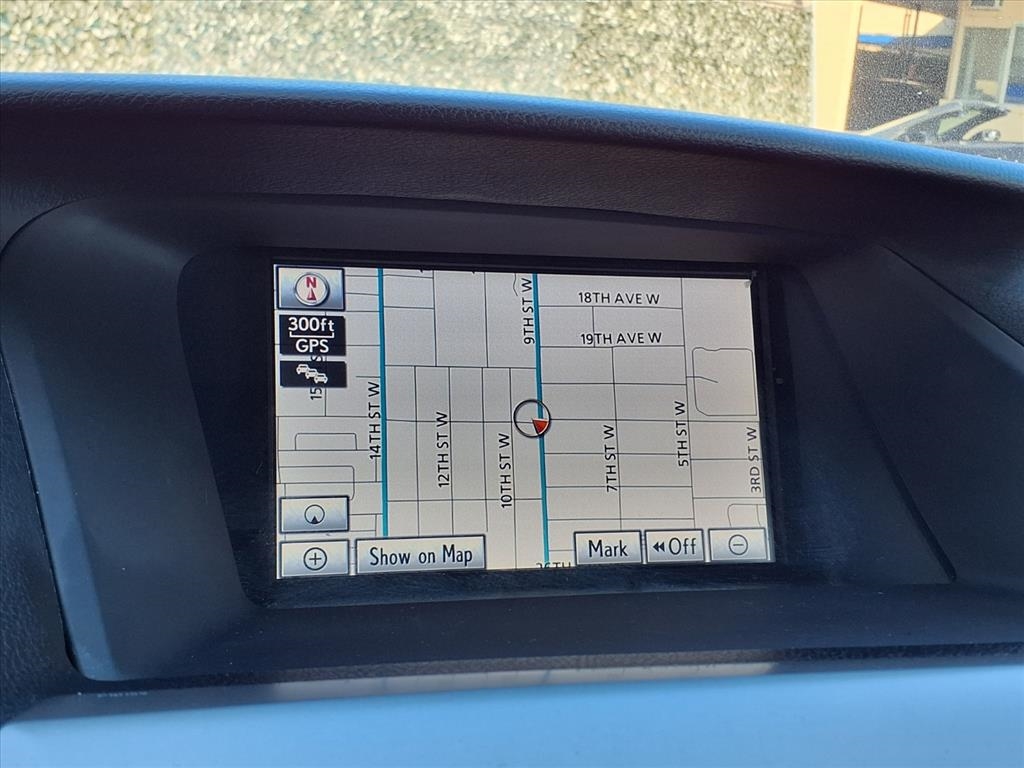 N
300ft
GPS
14TH ST W
12TH ST W
10TH ST W
9TH ST W
18TH AVE W
19TH AVE W
7TH ST W
5TH ST W
3RD ST W
Show on Map
Mark
Off